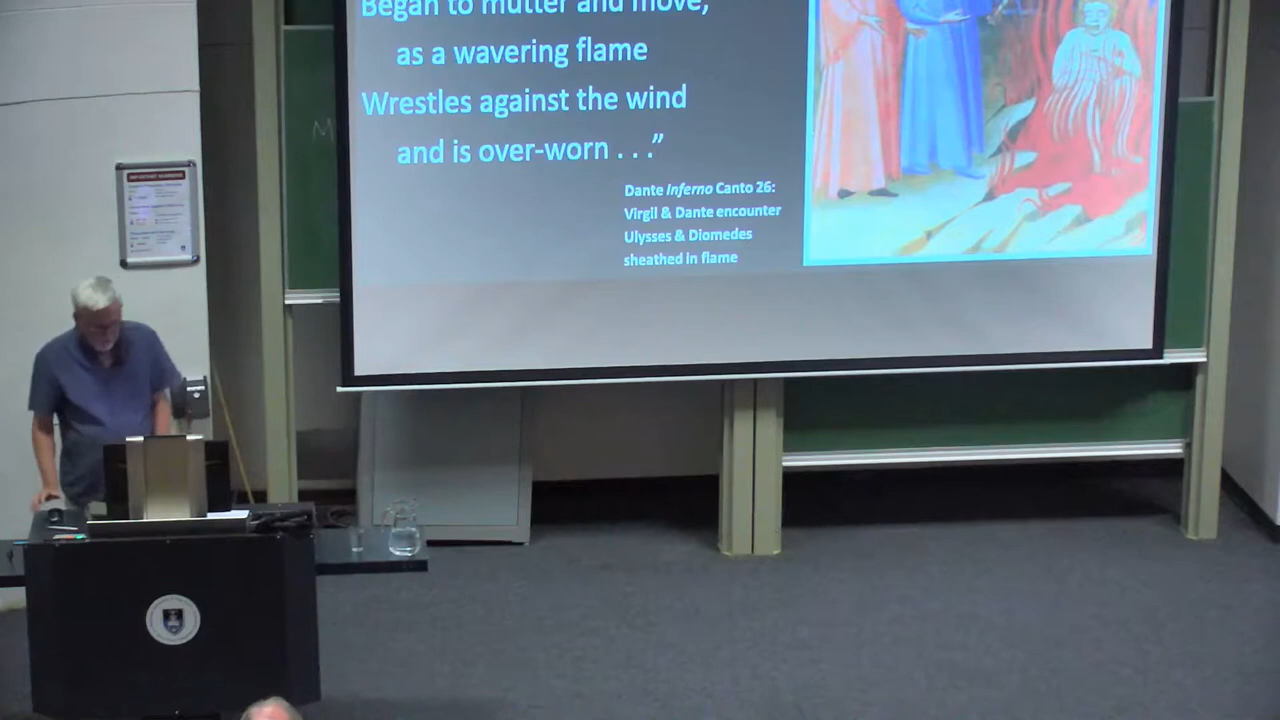 Began to mutter and move,
as a wavering flame
Wrestles against the wind
and is over-worn . . .”
Dante Inferno Canto 26:
Virgil & Dante encounter
Ulysses & Diomedes
sheathed in flame
M